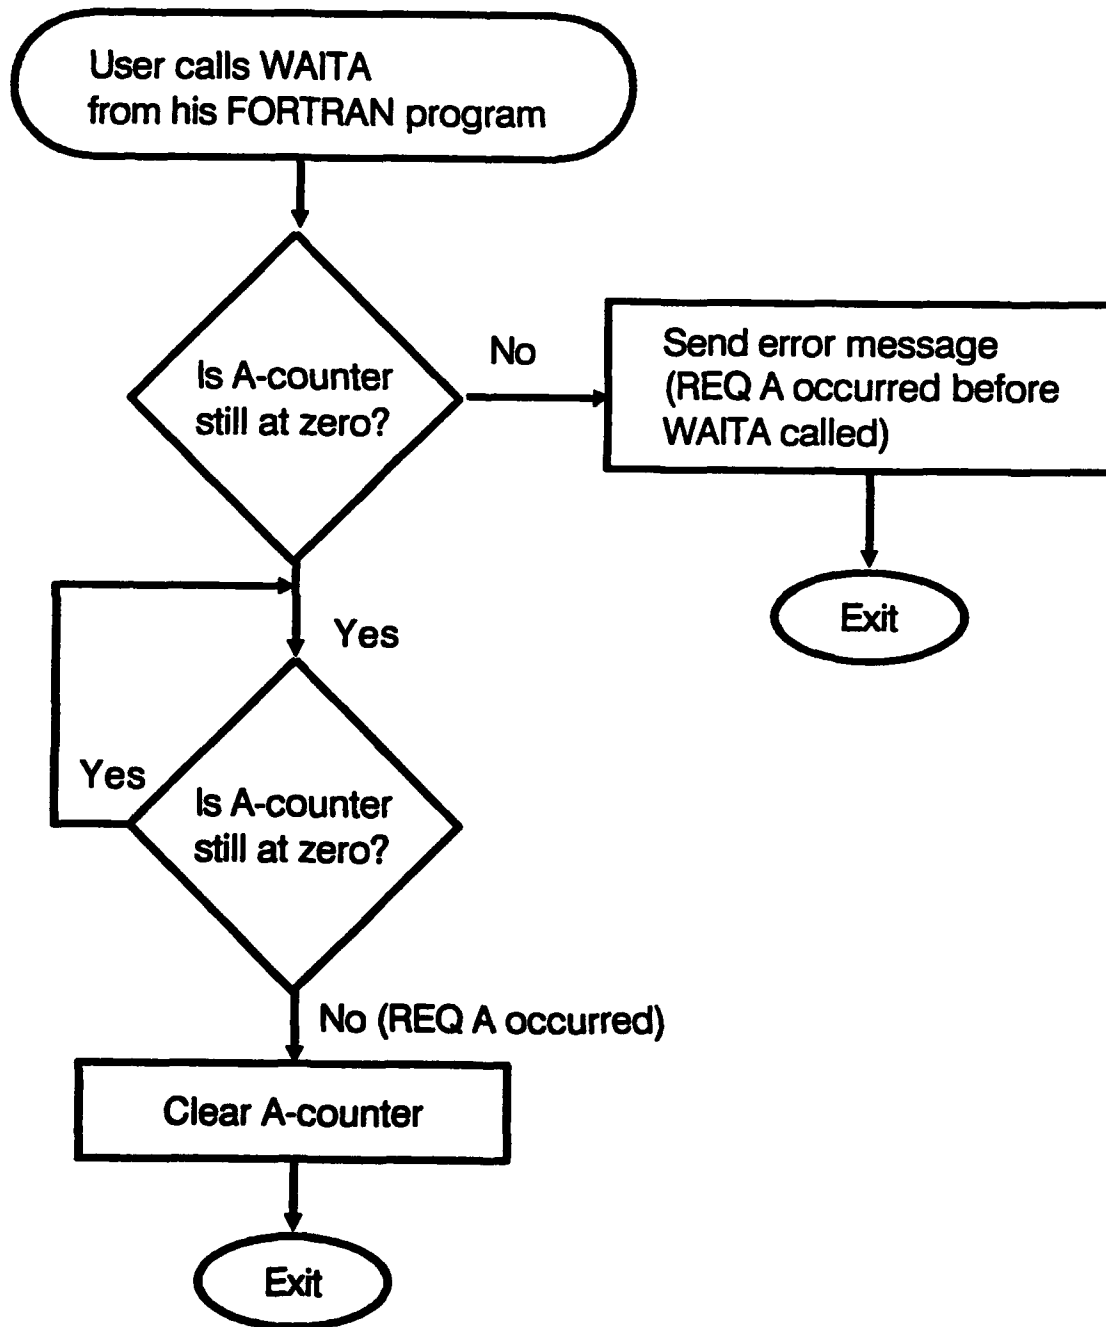 User calls WAITA
from his FORTRAN program
Is A-counter
still at zero?
No
Send error message
(REQ A occurred before
WAITA called)
Exit
Yes
Yes
Is A-counter
still at zero?
No (REQ A occurred)
Clear A-counter
Exit